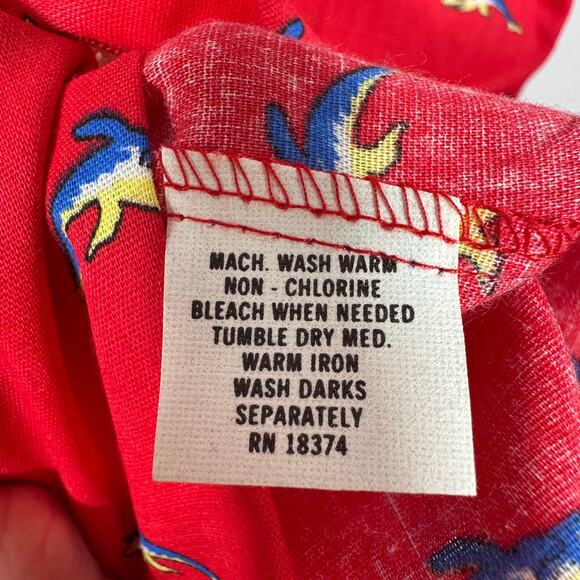 MACH. WASH WARM
NON - CHLORINE
BLEACH WHEN NEEDED
TUMBLE DRY MED.
WARM IRON
WASH DARKS
SEPARATELY
RN 18374